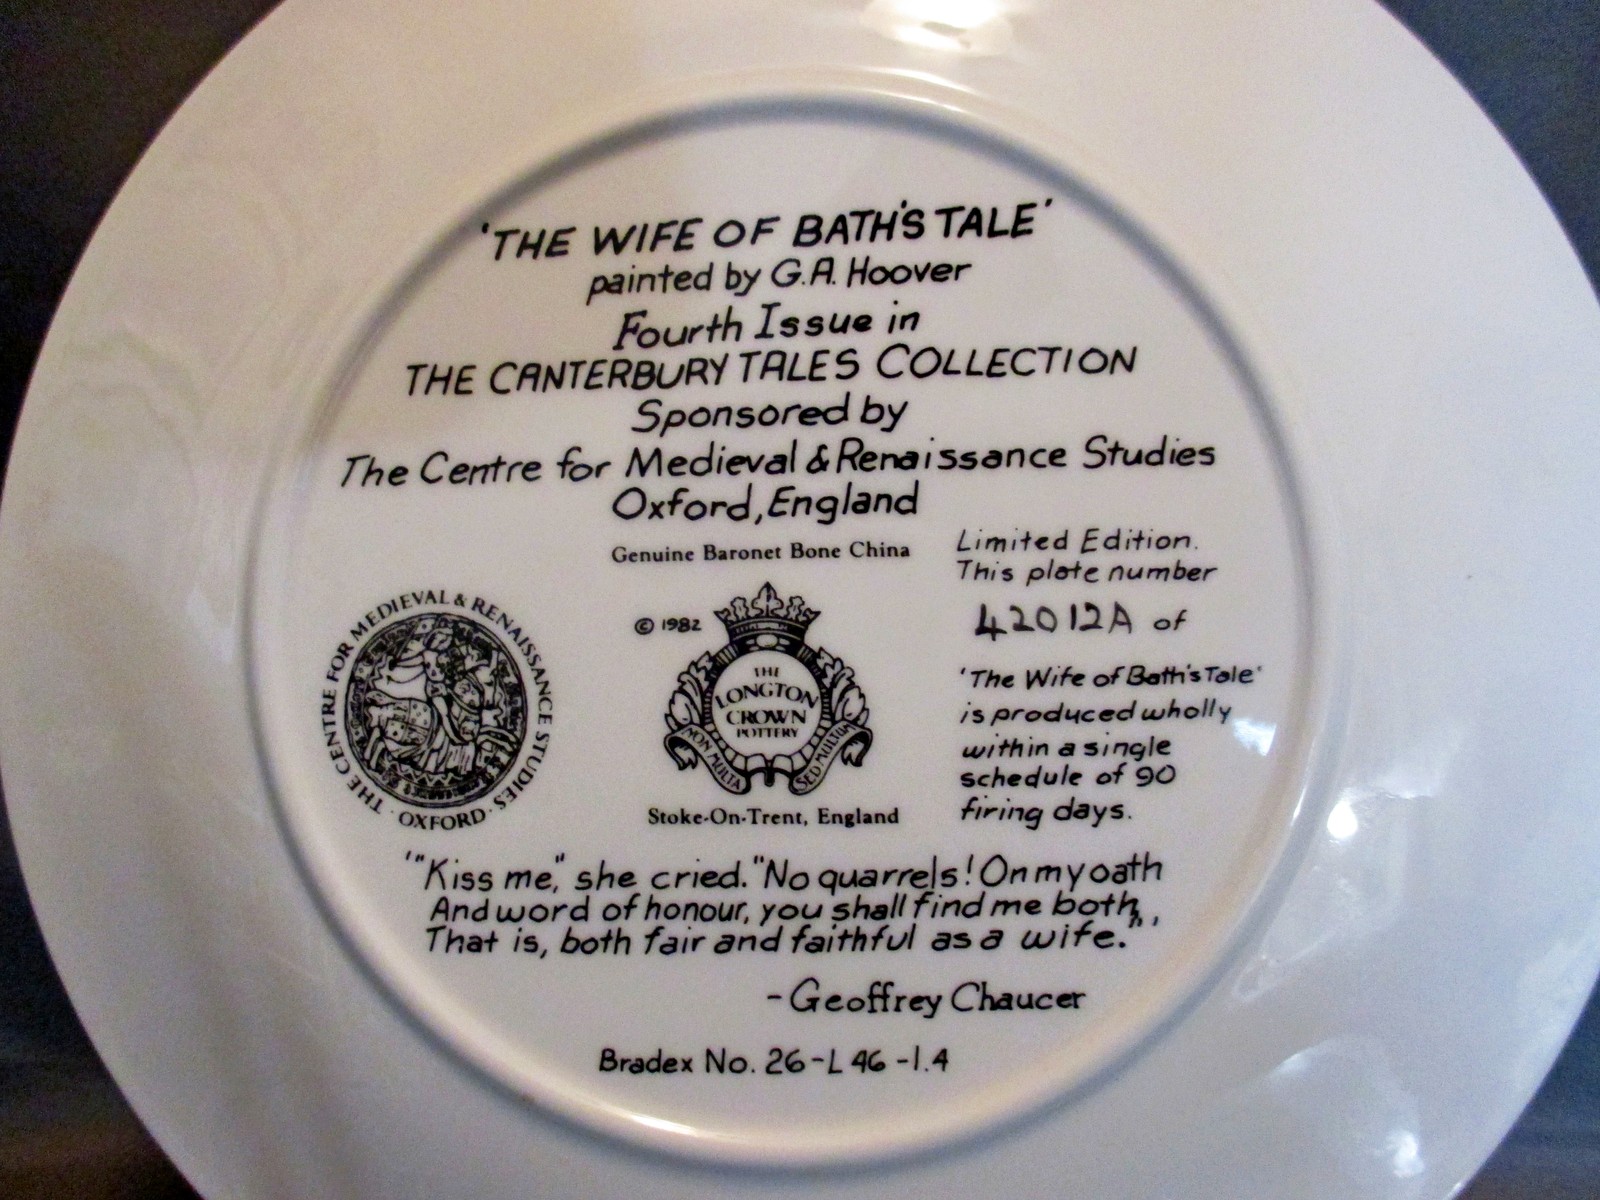 'THE WIFE OF BATH'S TALE'
painted by G.A. Hoover
Fourth Issue in
THE CANTERBURY TALES COLLECTION
Sponsored by
The Centre for Medieval & Renaissance Studies
Oxford, England
Genuine Baronet Bone China
Limited Edition.
This plate number
42012A of
'The Wife of Bath's Tale'
is produced wholly
within a single
schedule of 90
firing days.
THE CENTRE FOR MEDIEVAL & RENAISSANCE STUDIES · OXFORD ·
© 1982
THE
LONGTON
CROWN
POTTERY
NON MULTA SED MULTUM
Stoke-On-Trent, England
'"Kiss me," she cried. "No quarrels! On my oath
And word of honour, you shall find me both,
That is, both fair and faithful as a wife."'
- Geoffrey Chaucer
Bradex No. 26-L46-1.4